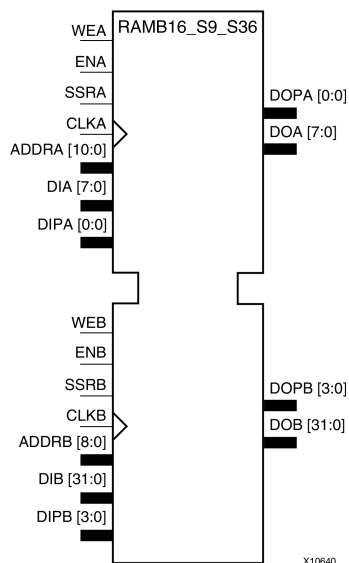 RAMB16_S9_S36
WEA
ENA
SSRA
CLKA
ADDRA [10:0]
DIA [7:0]
DIPA [0:0]
DOPA [0:0]
DOA [7:0]
WEB
ENB
SSRB
CLKB
ADDRB [8:0]
DIB [31:0]
DIPB [3:0]
DOPB [3:0]
DOB [31:0]
X10640